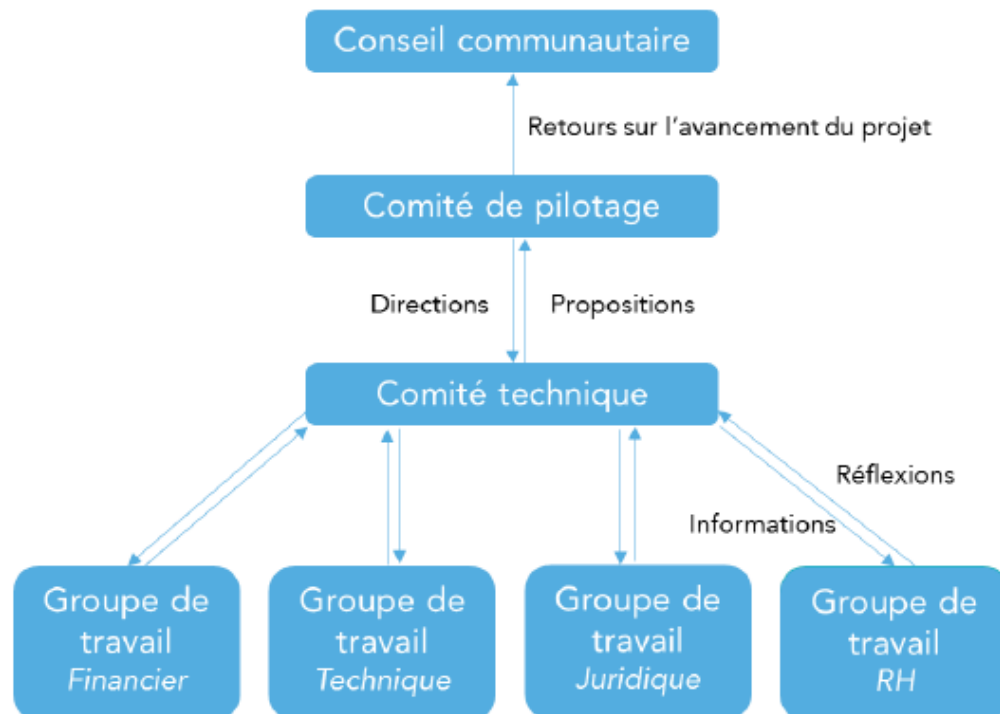 Conseil communautaire
Retours sur l'avancement du projet
Comité de pilotage
Directions
Propositions
Comité technique
Réflexions
Informations
Groupe de
travail
Financier
Groupe de
travail
Technique
Groupe de
travail
Juridique
Groupe de
travail
RH